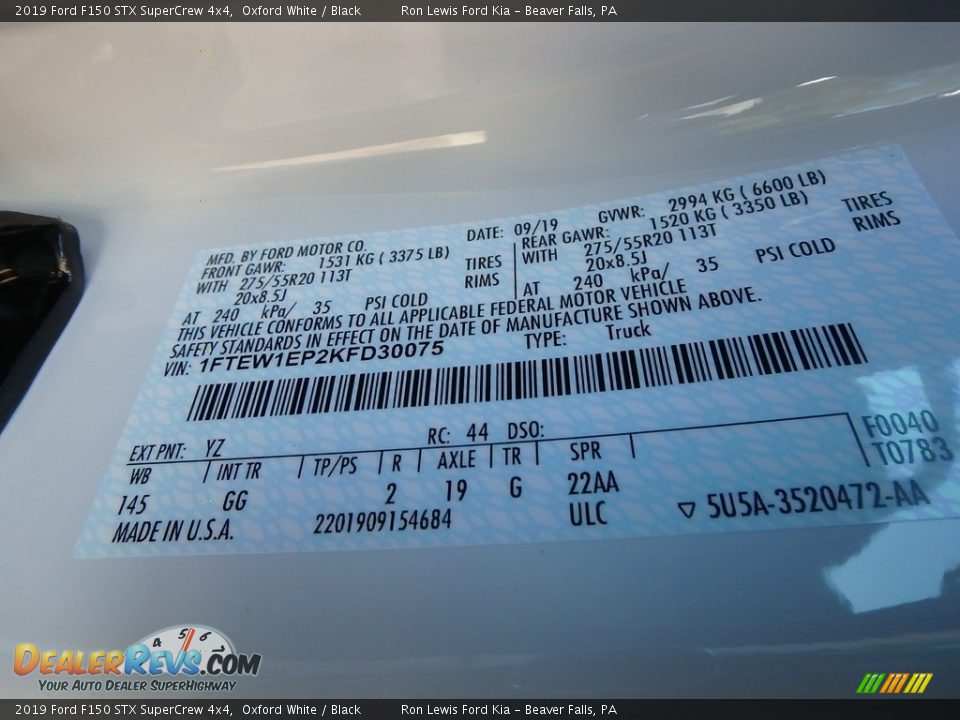 2019 Ford F150 STX SuperCrew 4x4, Oxford White / Black Ron Lewis Ford Kia - Beaver Falls, PA
MFD. BY FORD MOTOR CO. DATE: 09/19 GVWR: 2994 KG ( 6600 LB)
FRONT GAWR: 1531 KG ( 3375 LB) REAR GAWR: 1520 KG ( 3350 LB)
WITH 275/55R20 113T TIRES WITH 275/55R20 113T TIRES
20x8.5J RIMS 20x8.5J RIMS
AT 240 kPa/ 35 PSI COLD AT 240 kPa/ 35 PSI COLD
THIS VEHICLE CONFORMS TO ALL APPLICABLE FEDERAL MOTOR VEHICLE
SAFETY STANDARDS IN EFFECT ON THE DATE OF MANUFACTURE SHOWN ABOVE.
VIN: 1FTEW1EP2KFD30075 TYPE: Truck
F0040
T0783
EXT PNT: YZ RC: 44 DSO:
WB INT TR TP/PS R AXLE TR SPR
145 GG 2 19 G 22AA
MADE IN U.S.A. 2201909154684 ULC ▽ 5U5A-3520472-AA
4 5 6
DEALERREVS.COM
YOUR AUTO DEALER SUPERHIGHWAY
2019 Ford F150 STX SuperCrew 4x4, Oxford White / Black Ron Lewis Ford Kia - Beaver Falls, PA